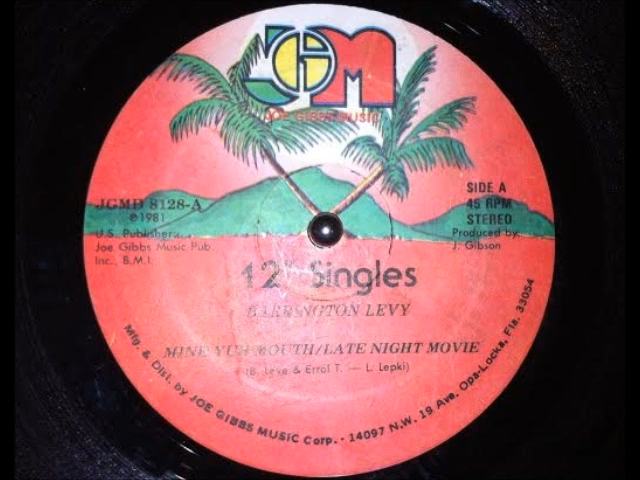 JGM
JOE GIBBS MUSIC
JGMD 8128-A
©1981
U.S. Publisher
Joe Gibbs Music Pub.
Inc., B.M.I.
SIDE A
45 RPM
STEREO
Produced by
J. Gibson
12" Singles
BARRINGTON LEVY
MINE YUH MOUTH/LATE NIGHT MOVIE
(B. Leve & Errol T. — L. Lepki)
Mfg. & Dist. by JOE GIBBS MUSIC Corp. - 14097 N.W. 19 Ave. Opa-Locka, Fla. 33054